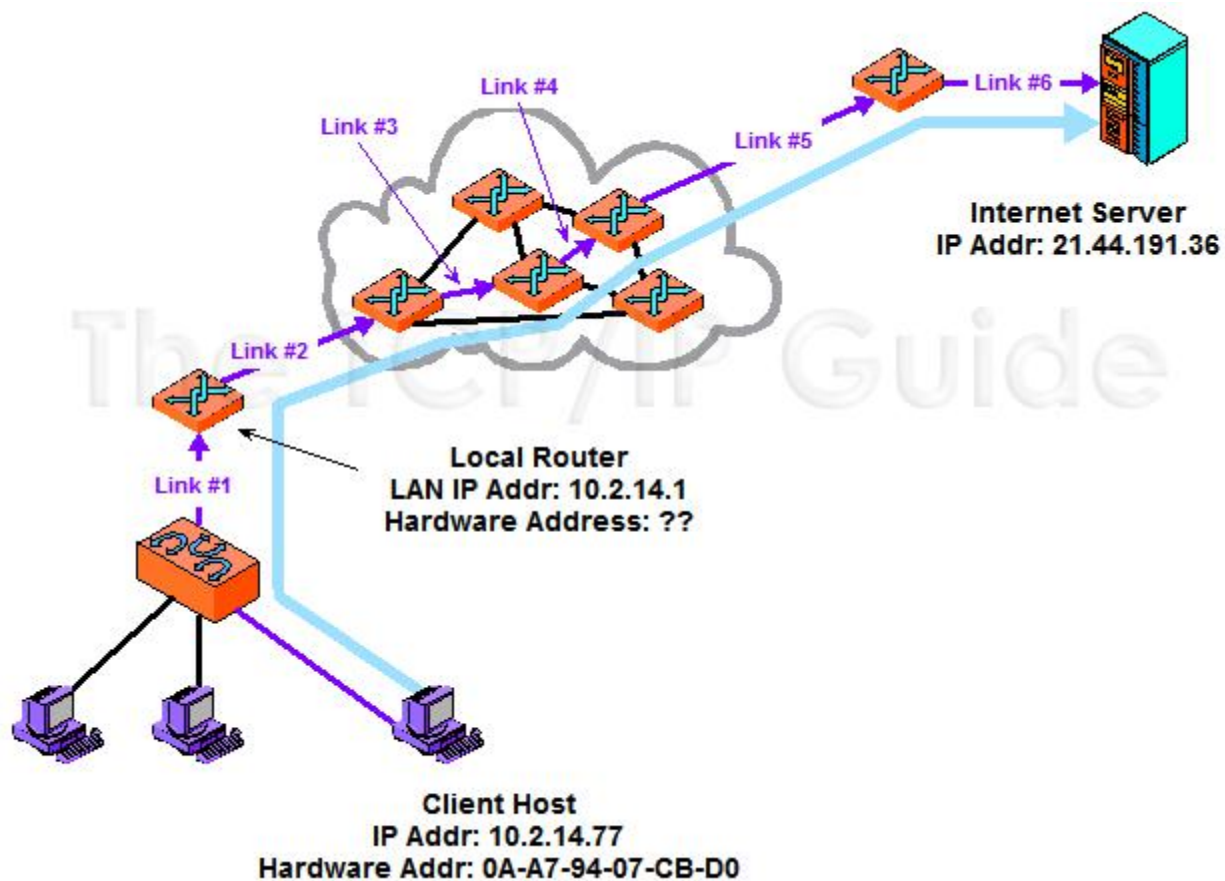 Link #6
Link #4
Link #3
Link #5
Internet Server
IP Addr: 21.44.191.36
The TCP/IP Guide
Link #2
Local Router
LAN IP Addr: 10.2.14.1
Hardware Address: ??
Link #1
Client Host
IP Addr: 10.2.14.77
Hardware Addr: 0A-A7-94-07-CB-D0